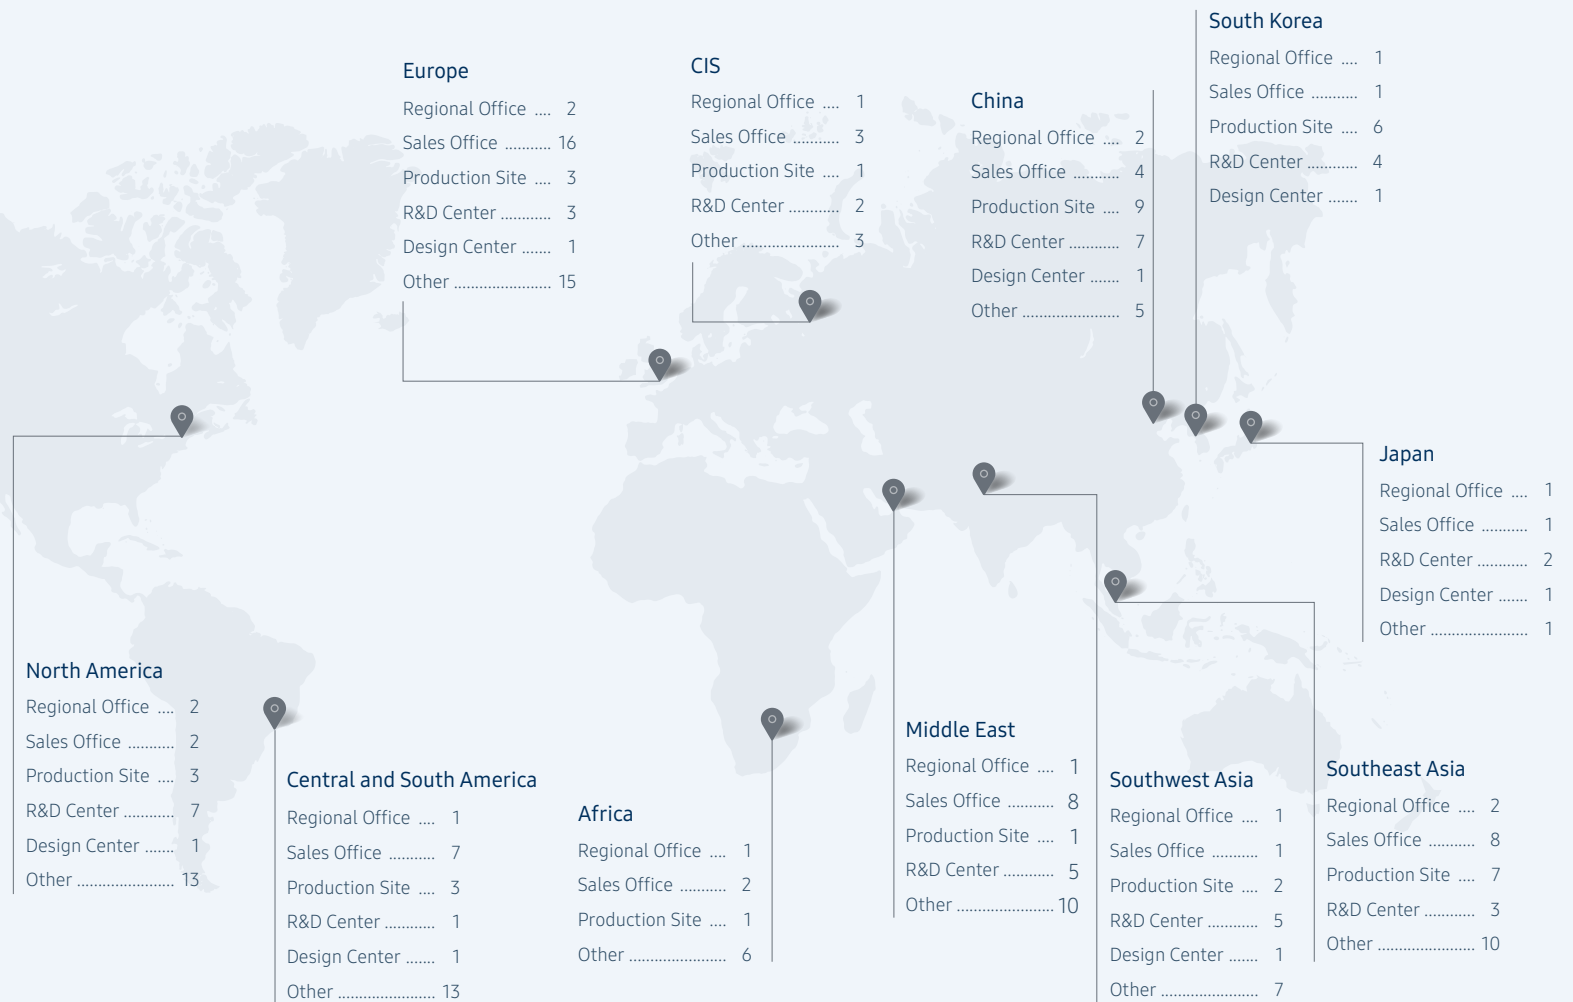 South Korea
Regional Office .... 1
Sales Office ........... 1
Production Site .... 6
R&D Center ............ 4
Design Center ....... 1
Europe
Regional Office .... 2
Sales Office ........... 16
Production Site .... 3
R&D Center ............ 3
Design Center ....... 1
Other ....................... 15
CIS
Regional Office .... 1
Sales Office ........... 3
Production Site .... 1
R&D Center ............ 2
Other ....................... 3
China
Regional Office .... 2
Sales Office ........... 4
Production Site .... 9
R&D Center ............ 7
Design Center ....... 1
Other ....................... 5
Japan
Regional Office .... 1
Sales Office ........... 1
R&D Center ............ 2
Design Center ....... 1
Other ....................... 1
North America
Regional Office .... 2
Sales Office ........... 2
Production Site .... 3
R&D Center ............ 7
Design Center ....... 1
Other ....................... 13
Central and South America
Regional Office .... 1
Sales Office ........... 7
Production Site .... 3
R&D Center ............ 1
Design Center ....... 1
Other ....................... 13
Africa
Regional Office .... 1
Sales Office ........... 2
Production Site .... 1
Other ....................... 6
Middle East
Regional Office .... 1
Sales Office ........... 8
Production Site .... 1
R&D Center ............ 5
Other ....................... 10
Southwest Asia
Regional Office .... 1
Sales Office ........... 1
Production Site .... 2
R&D Center ............ 5
Design Center ....... 1
Other ....................... 7
Southeast Asia
Regional Office .... 2
Sales Office ........... 8
Production Site .... 7
R&D Center ............ 3
Other ....................... 10